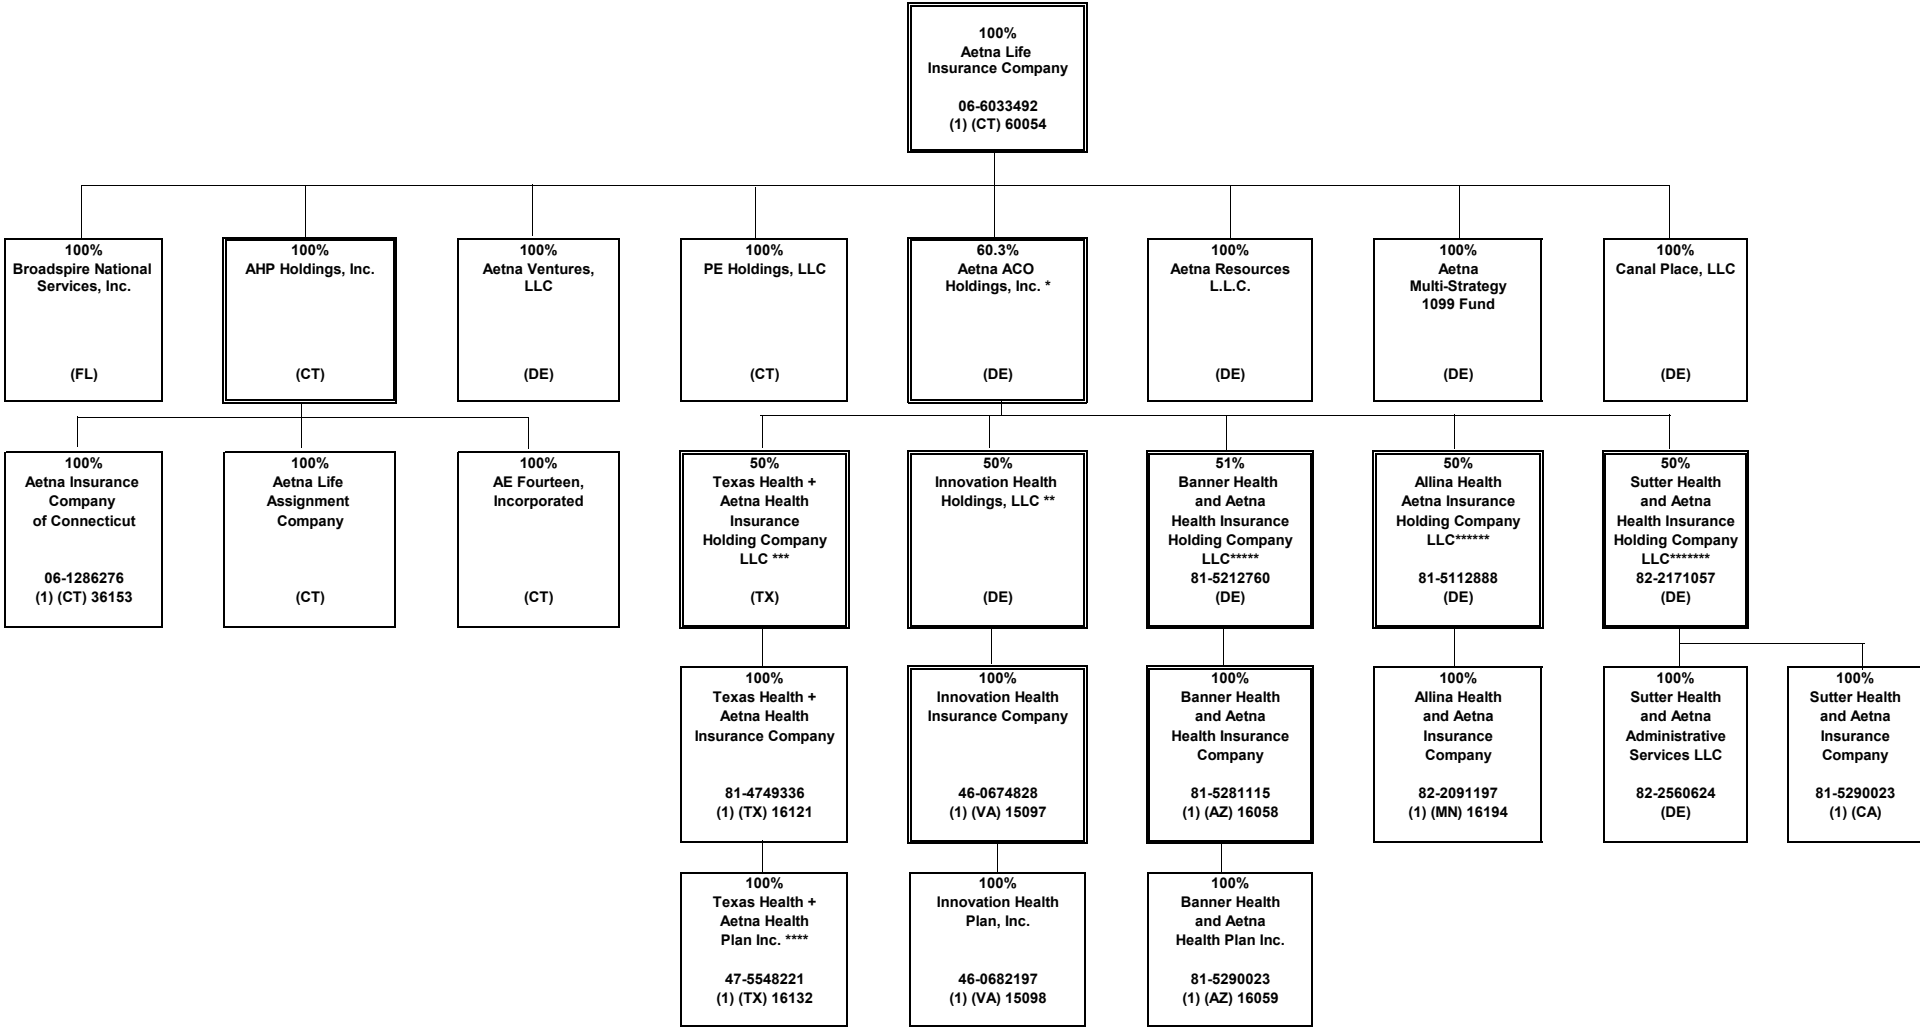 100%
Aetna Life
Insurance Company
06-6033492
(1) (CT) 60054
100%
Broadspire National
Services, Inc.
(FL)
100%
AHP Holdings, Inc.
(CT)
100%
Aetna Ventures,
LLC
(DE)
100%
PE Holdings, LLC
(CT)
60.3%
Aetna ACO
Holdings, Inc. *
(DE)
100%
Aetna Resources
L.L.C.
(DE)
100%
Aetna
Multi-Strategy
1099 Fund
(DE)
100%
Canal Place, LLC
(DE)
100%
Aetna Insurance
Company
of Connecticut
06-1286276
(1) (CT) 36153
100%
Aetna Life
Assignment
Company
(CT)
100%
AE Fourteen,
Incorporated
(CT)
50%
Texas Health +
Aetna Health
Insurance
Holding Company
LLC ***
(TX)
50%
Innovation Health
Holdings, LLC **
(DE)
51%
Banner Health
and Aetna
Health Insurance
Holding Company
LLC*****
81-5212760
(DE)
50%
Allina Health
Aetna Insurance
Holding Company
LLC******
81-5112888
(DE)
50%
Sutter Health
and Aetna
Health Insurance
Holding Company
LLC*******
82-2171057
(DE)
100%
Texas Health +
Aetna Health
Insurance Company
81-4749336
(1) (TX) 16121
100%
Innovation Health
Insurance Company
46-0674828
(1) (VA) 15097
100%
Banner Health
and Aetna
Health Insurance
Company
81-5281115
(1) (AZ) 16058
100%
Allina Health
and Aetna
Insurance
Company
82-2091197
(1) (MN) 16194
100%
Sutter Health
and Aetna
Administrative
Services LLC
82-2560624
(DE)
100%
Sutter Health
and Aetna
Insurance
Company
81-5290023
(1) (CA)
100%
Texas Health +
Aetna Health
Plan Inc. ****
47-5548221
(1) (TX) 16132
100%
Innovation Health
Plan, Inc.
46-0682197
(1) (VA) 15098
100%
Banner Health
and Aetna
Health Plan Inc.
81-5290023
(1) (AZ) 16059